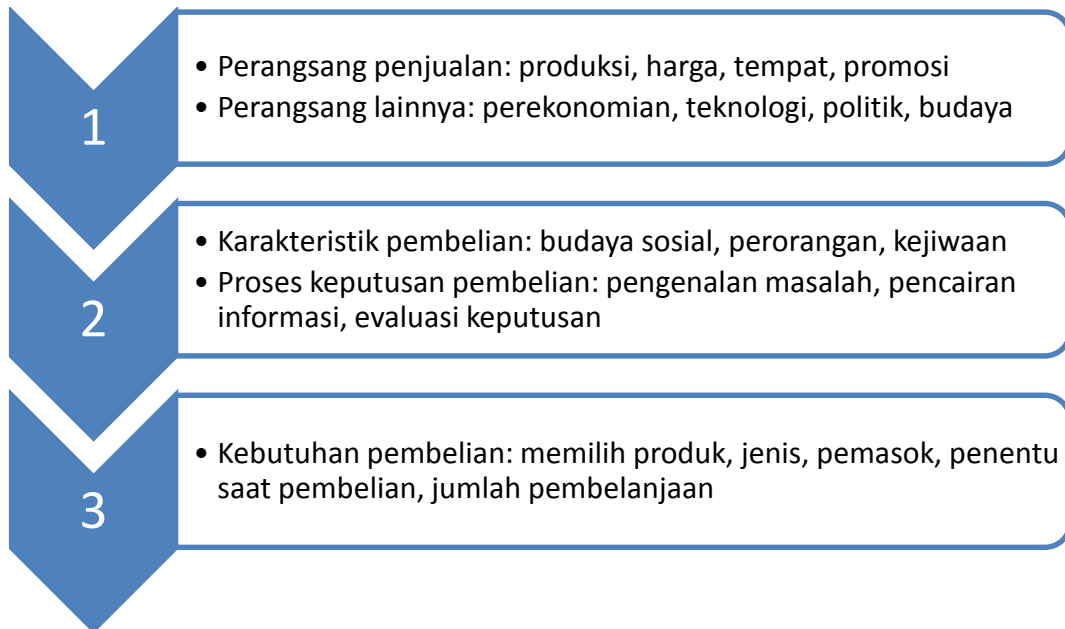 1
• Perangsang penjualan: produksi, harga, tempat, promosi
• Perangsang lainnya: perekonomian, teknologi, politik, budaya
2
• Karakteristik pembelian: budaya sosial, perorangan, kejiwaan
• Proses keputusan pembelian: pengenalan masalah, pencairan
informasi, evaluasi keputusan
3
• Kebutuhan pembelian: memilih produk, jenis, pemasok, penentu
saat pembelian, jumlah pembelanjaan